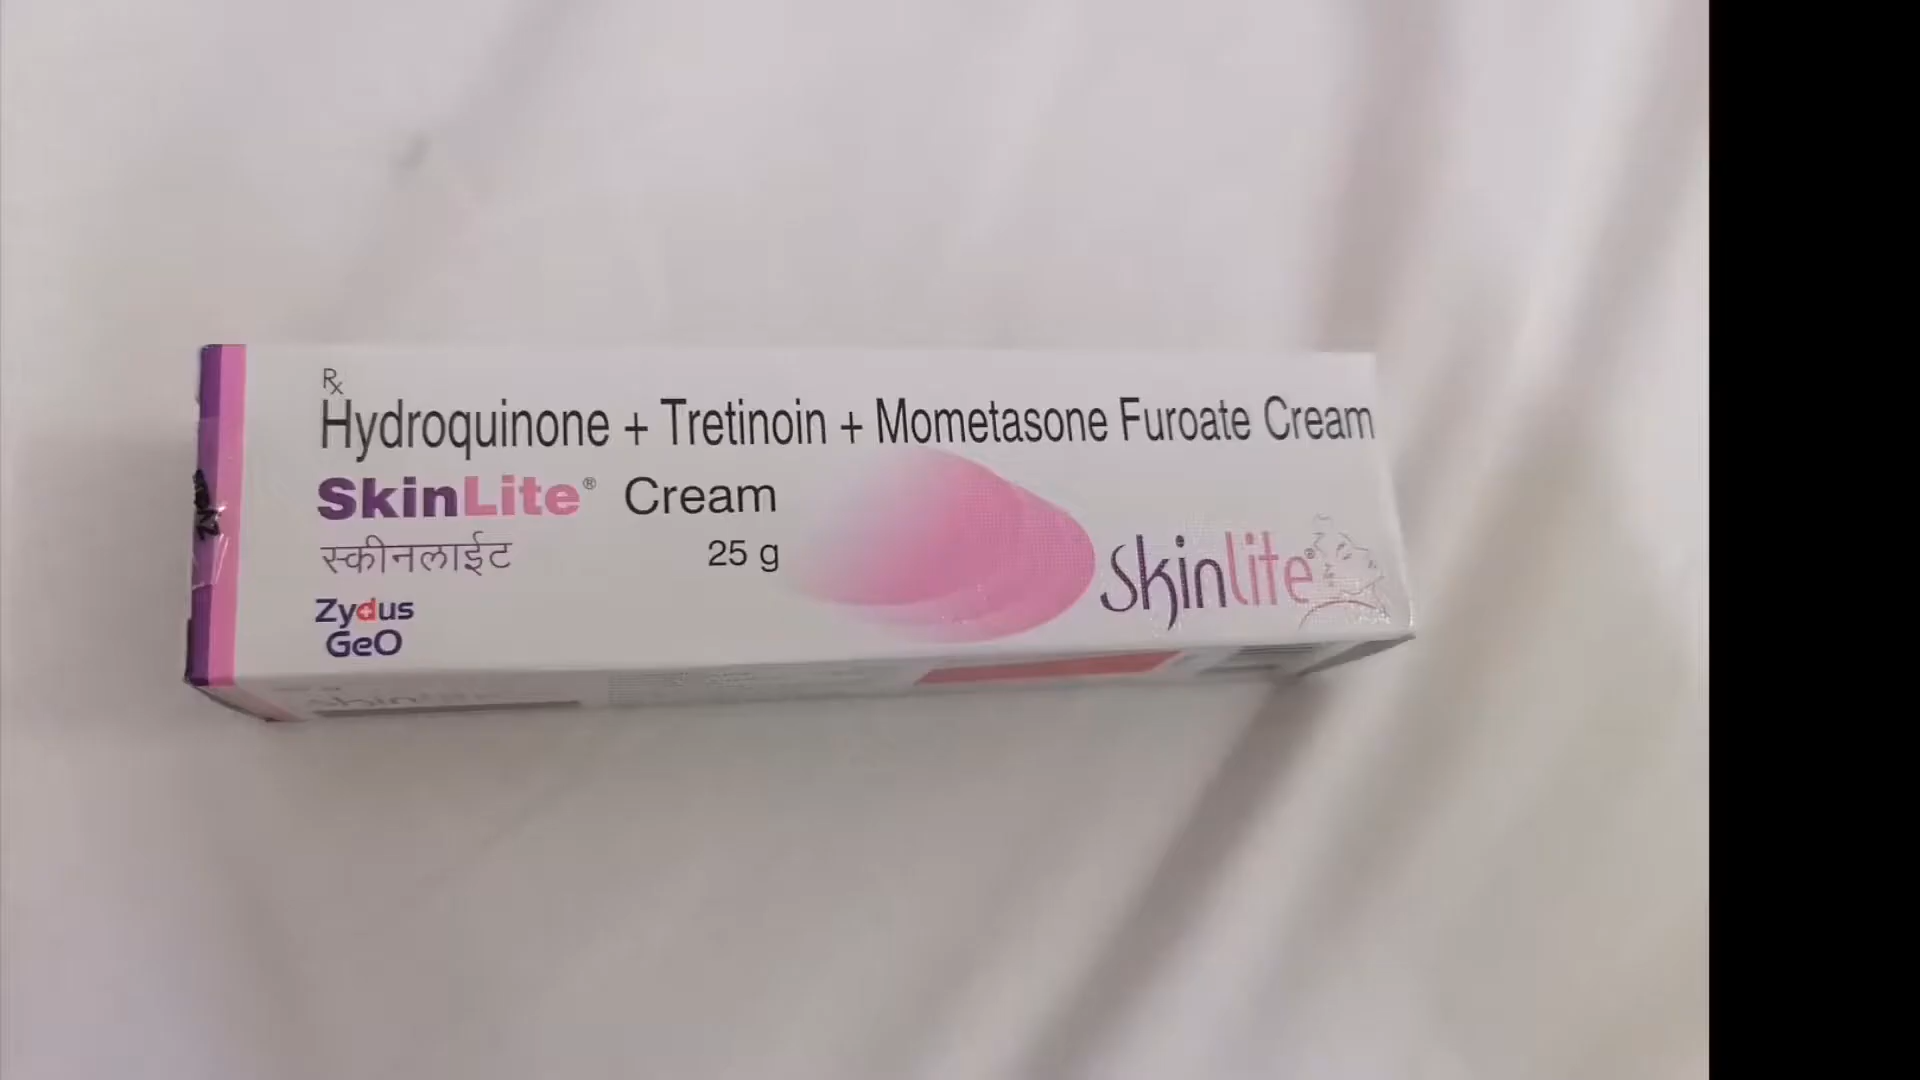 Rx
Hydroquinone + Tretinoin + Mometasone Furoate Cream
SkinLite® Cream
स्कीनलाईट 25 g
Zydus
GeO
Skinlite®